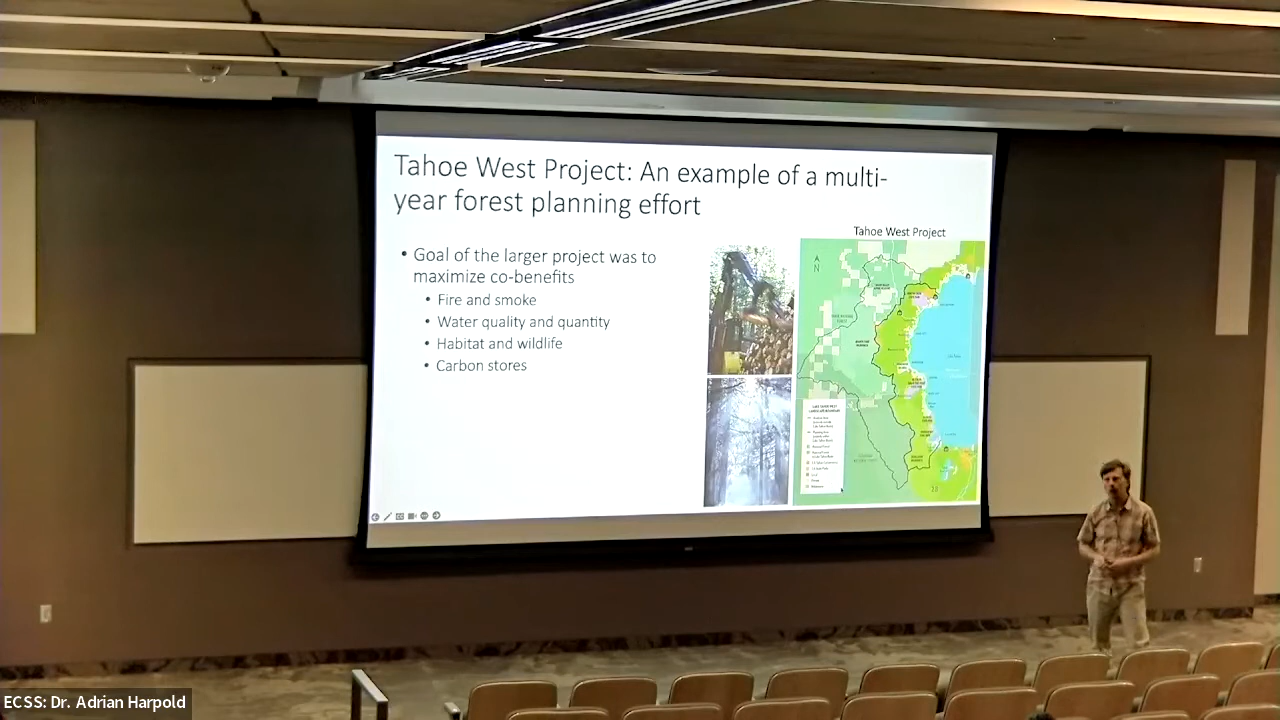 Tahoe West Project: An example of a multi-
year forest planning effort
• Goal of the larger project was to
maximize co-benefits
• Fire and smoke
• Water quality and quantity
• Habitat and wildlife
• Carbon stores
Tahoe West Project
N
ECSS: Dr. Adrian Harpold